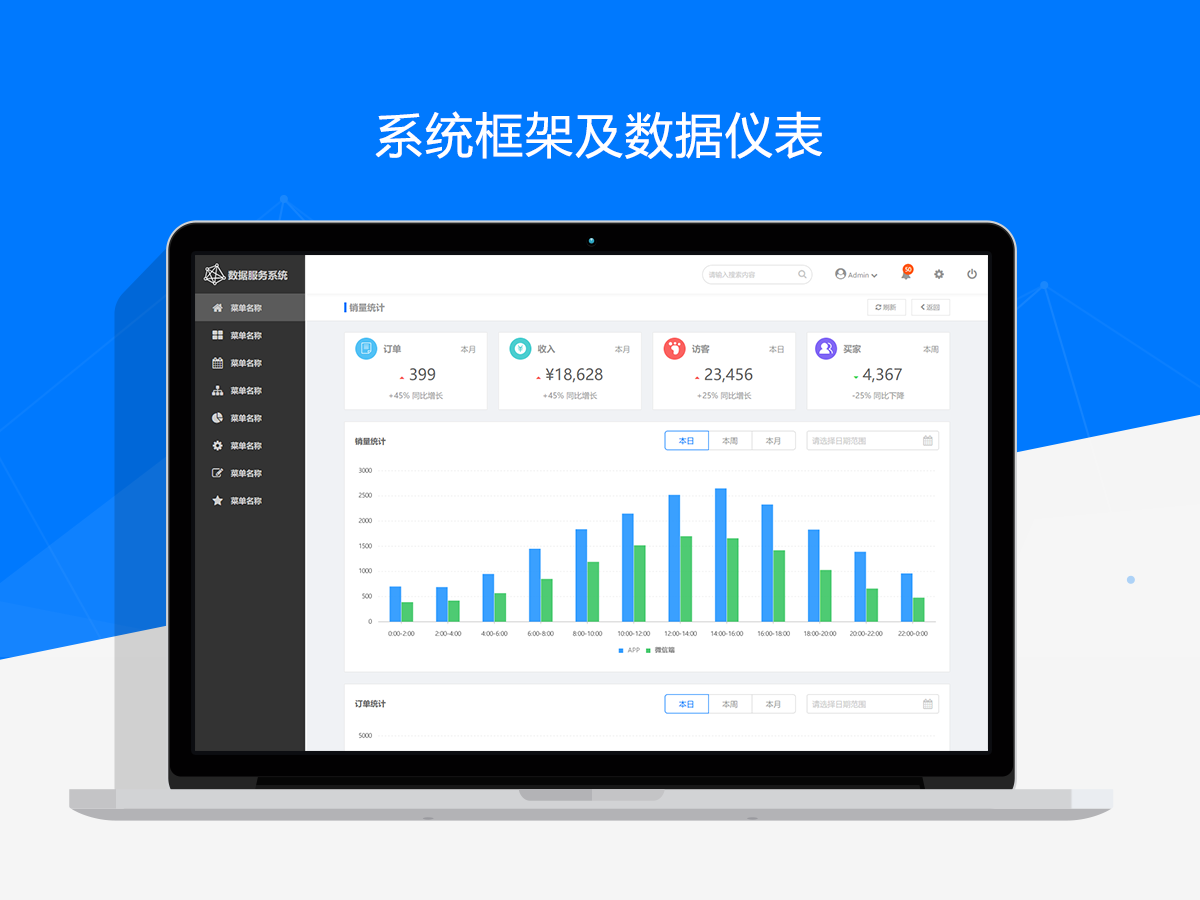 系统框架及数据仪表
数据服务系统
请输入搜索内容
Admin
50
菜单名称
菜单名称
菜单名称
菜单名称
菜单名称
菜单名称
菜单名称
菜单名称
销量统计
刷新
返回
订单 本月
399
+45% 同比增长
收入 本月
¥18,628
+45% 同比增长
访客 本日
23,456
+25% 同比增长
买家 本周
4,367
-25% 同比下降
销量统计 本日 本周 本月 请选择日期范围
3000
2500
2000
1500
1000
500
0
0:00-2:00 2:00-4:00 4:00-6:00 6:00-8:00 8:00-10:00 10:00-12:00 12:00-14:00 14:00-16:00 16:00-18:00 18:00-20:00 20:00-22:00 22:00-0:00
APP 微信端
订单统计 本日 本周 本月 请选择日期范围
5000